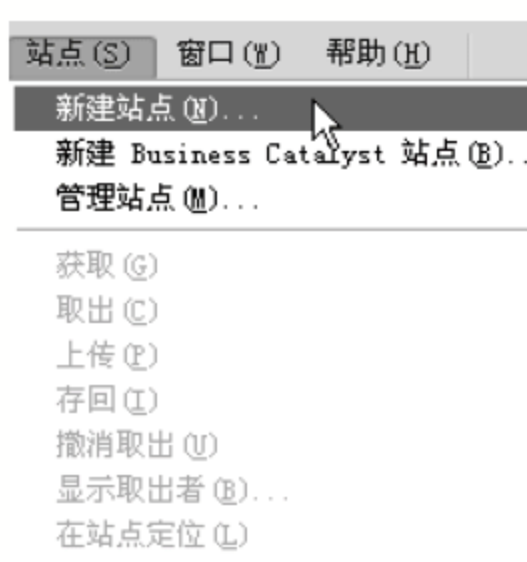 站点(S) 窗口(W) 帮助(H)
新建站点(N)...
新建 Business Catalyst 站点(B)..
管理站点(M)...
获取(G)
取出(C)
上传(P)
存回(I)
撤消取出(U)
显示取出者(B)...
在站点定位(L)